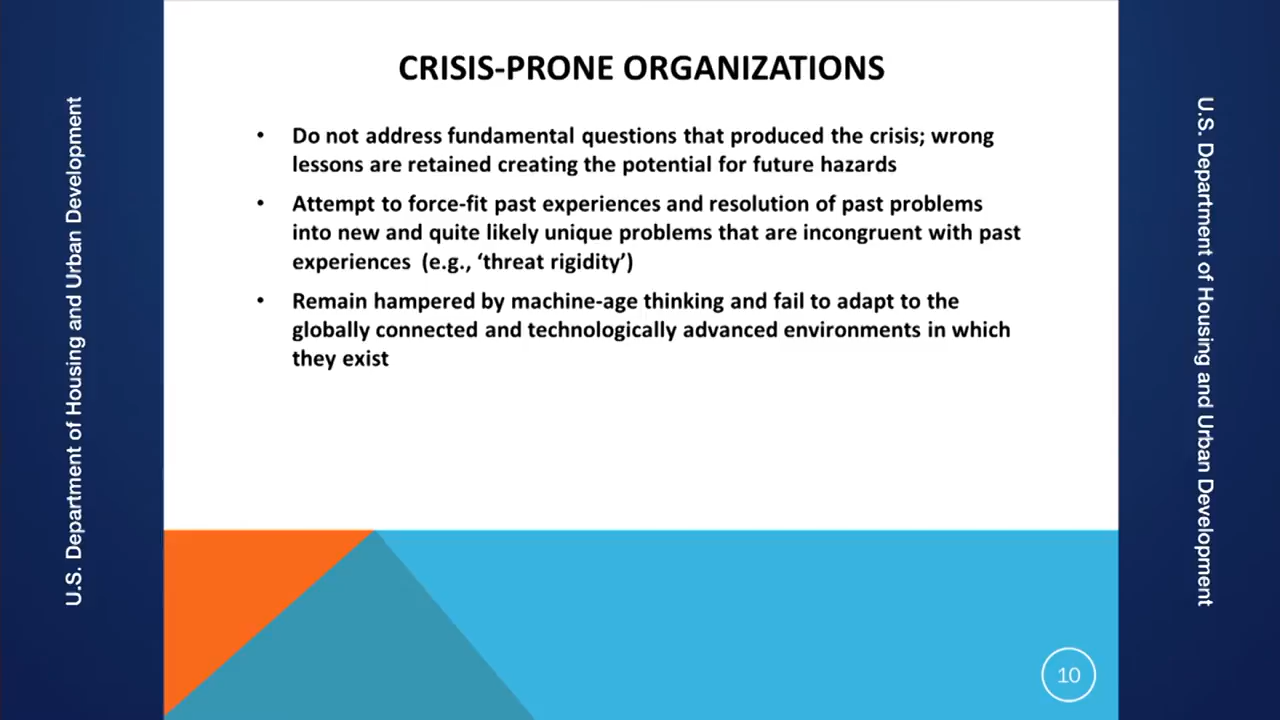 U.S. Department of Housing and Urban Development
CRISIS-PRONE ORGANIZATIONS
• Do not address fundamental questions that produced the crisis; wrong
lessons are retained creating the potential for future hazards
• Attempt to force-fit past experiences and resolution of past problems
into new and quite likely unique problems that are incongruent with past
experiences (e.g., ‘threat rigidity’)
• Remain hampered by machine-age thinking and fail to adapt to the
globally connected and technologically advanced environments in which
they exist
10
U.S. Department of Housing and Urban Development